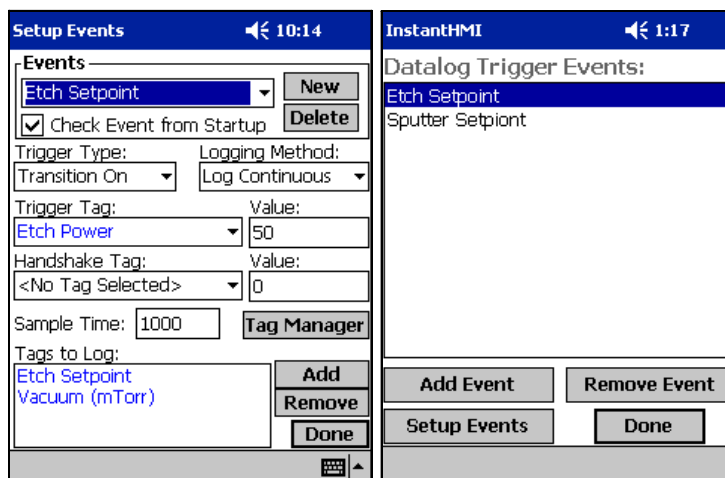 Setup Events 10:14
Events
Etch Setpoint
New
Check Event from Startup
Delete
Trigger Type: Logging Method:
Transition On Log Continuous
Trigger Tag: Value:
Etch Power 50
Handshake Tag: Value:
<No Tag Selected> 0
Sample Time: 1000 Tag Manager
Tags to Log:
Etch Setpoint
Vacuum (mTorr)
Add
Remove
Done
InstantHMI 1:17
Datalog Trigger Events:
Etch Setpoint
Sputter Setpiont
Add Event Remove Event
Setup Events Done